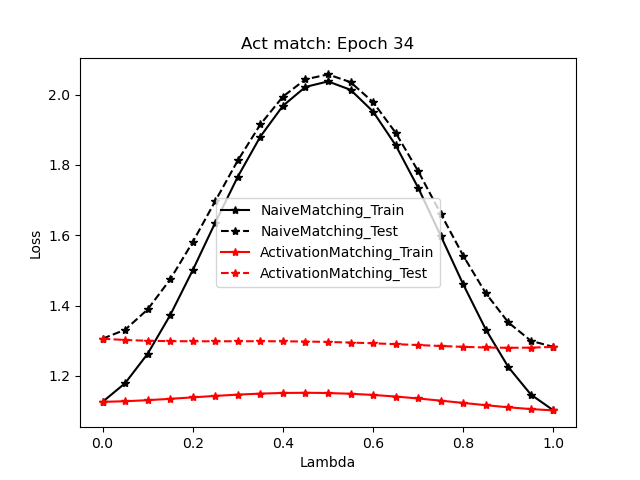 Act match: Epoch 34
Loss
2.0
1.8
1.6
1.4
1.2
NaiveMatching_Train
NaiveMatching_Test
ActivationMatching_Train
ActivationMatching_Test
0.0 0.2 0.4 0.6 0.8 1.0
Lambda